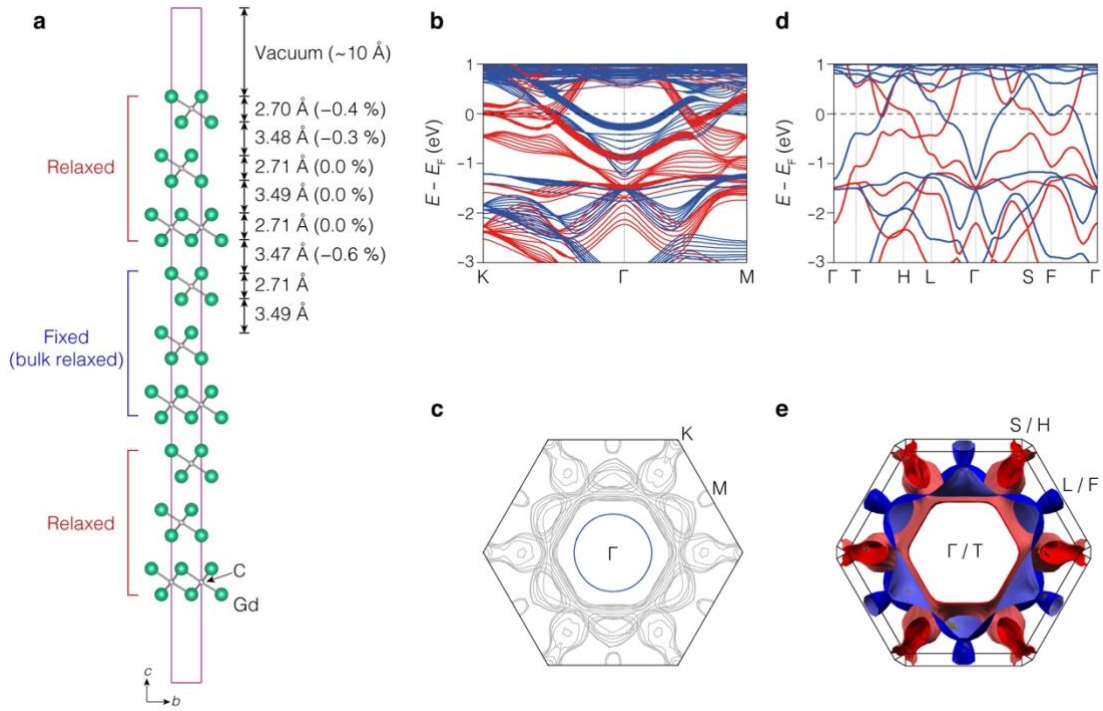 a
Vacuum (~10 Å)
2.70 Å (−0.4 %)
3.48 Å (−0.3 %)
2.71 Å (0.0 %)
3.49 Å (0.0 %)
2.71 Å (0.0 %)
3.47 Å (−0.6 %)
2.71 Å
3.49 Å
Relaxed
Fixed
(bulk relaxed)
Relaxed
C
Gd
c
b
b
E − E_F (eV)
1
0
−1
−2
−3
K Γ M
d
E − E_F (eV)
1
0
−1
−2
−3
Γ T H L Γ S F Γ
c
K
M
Γ
e
S / H
L / F
Γ / T